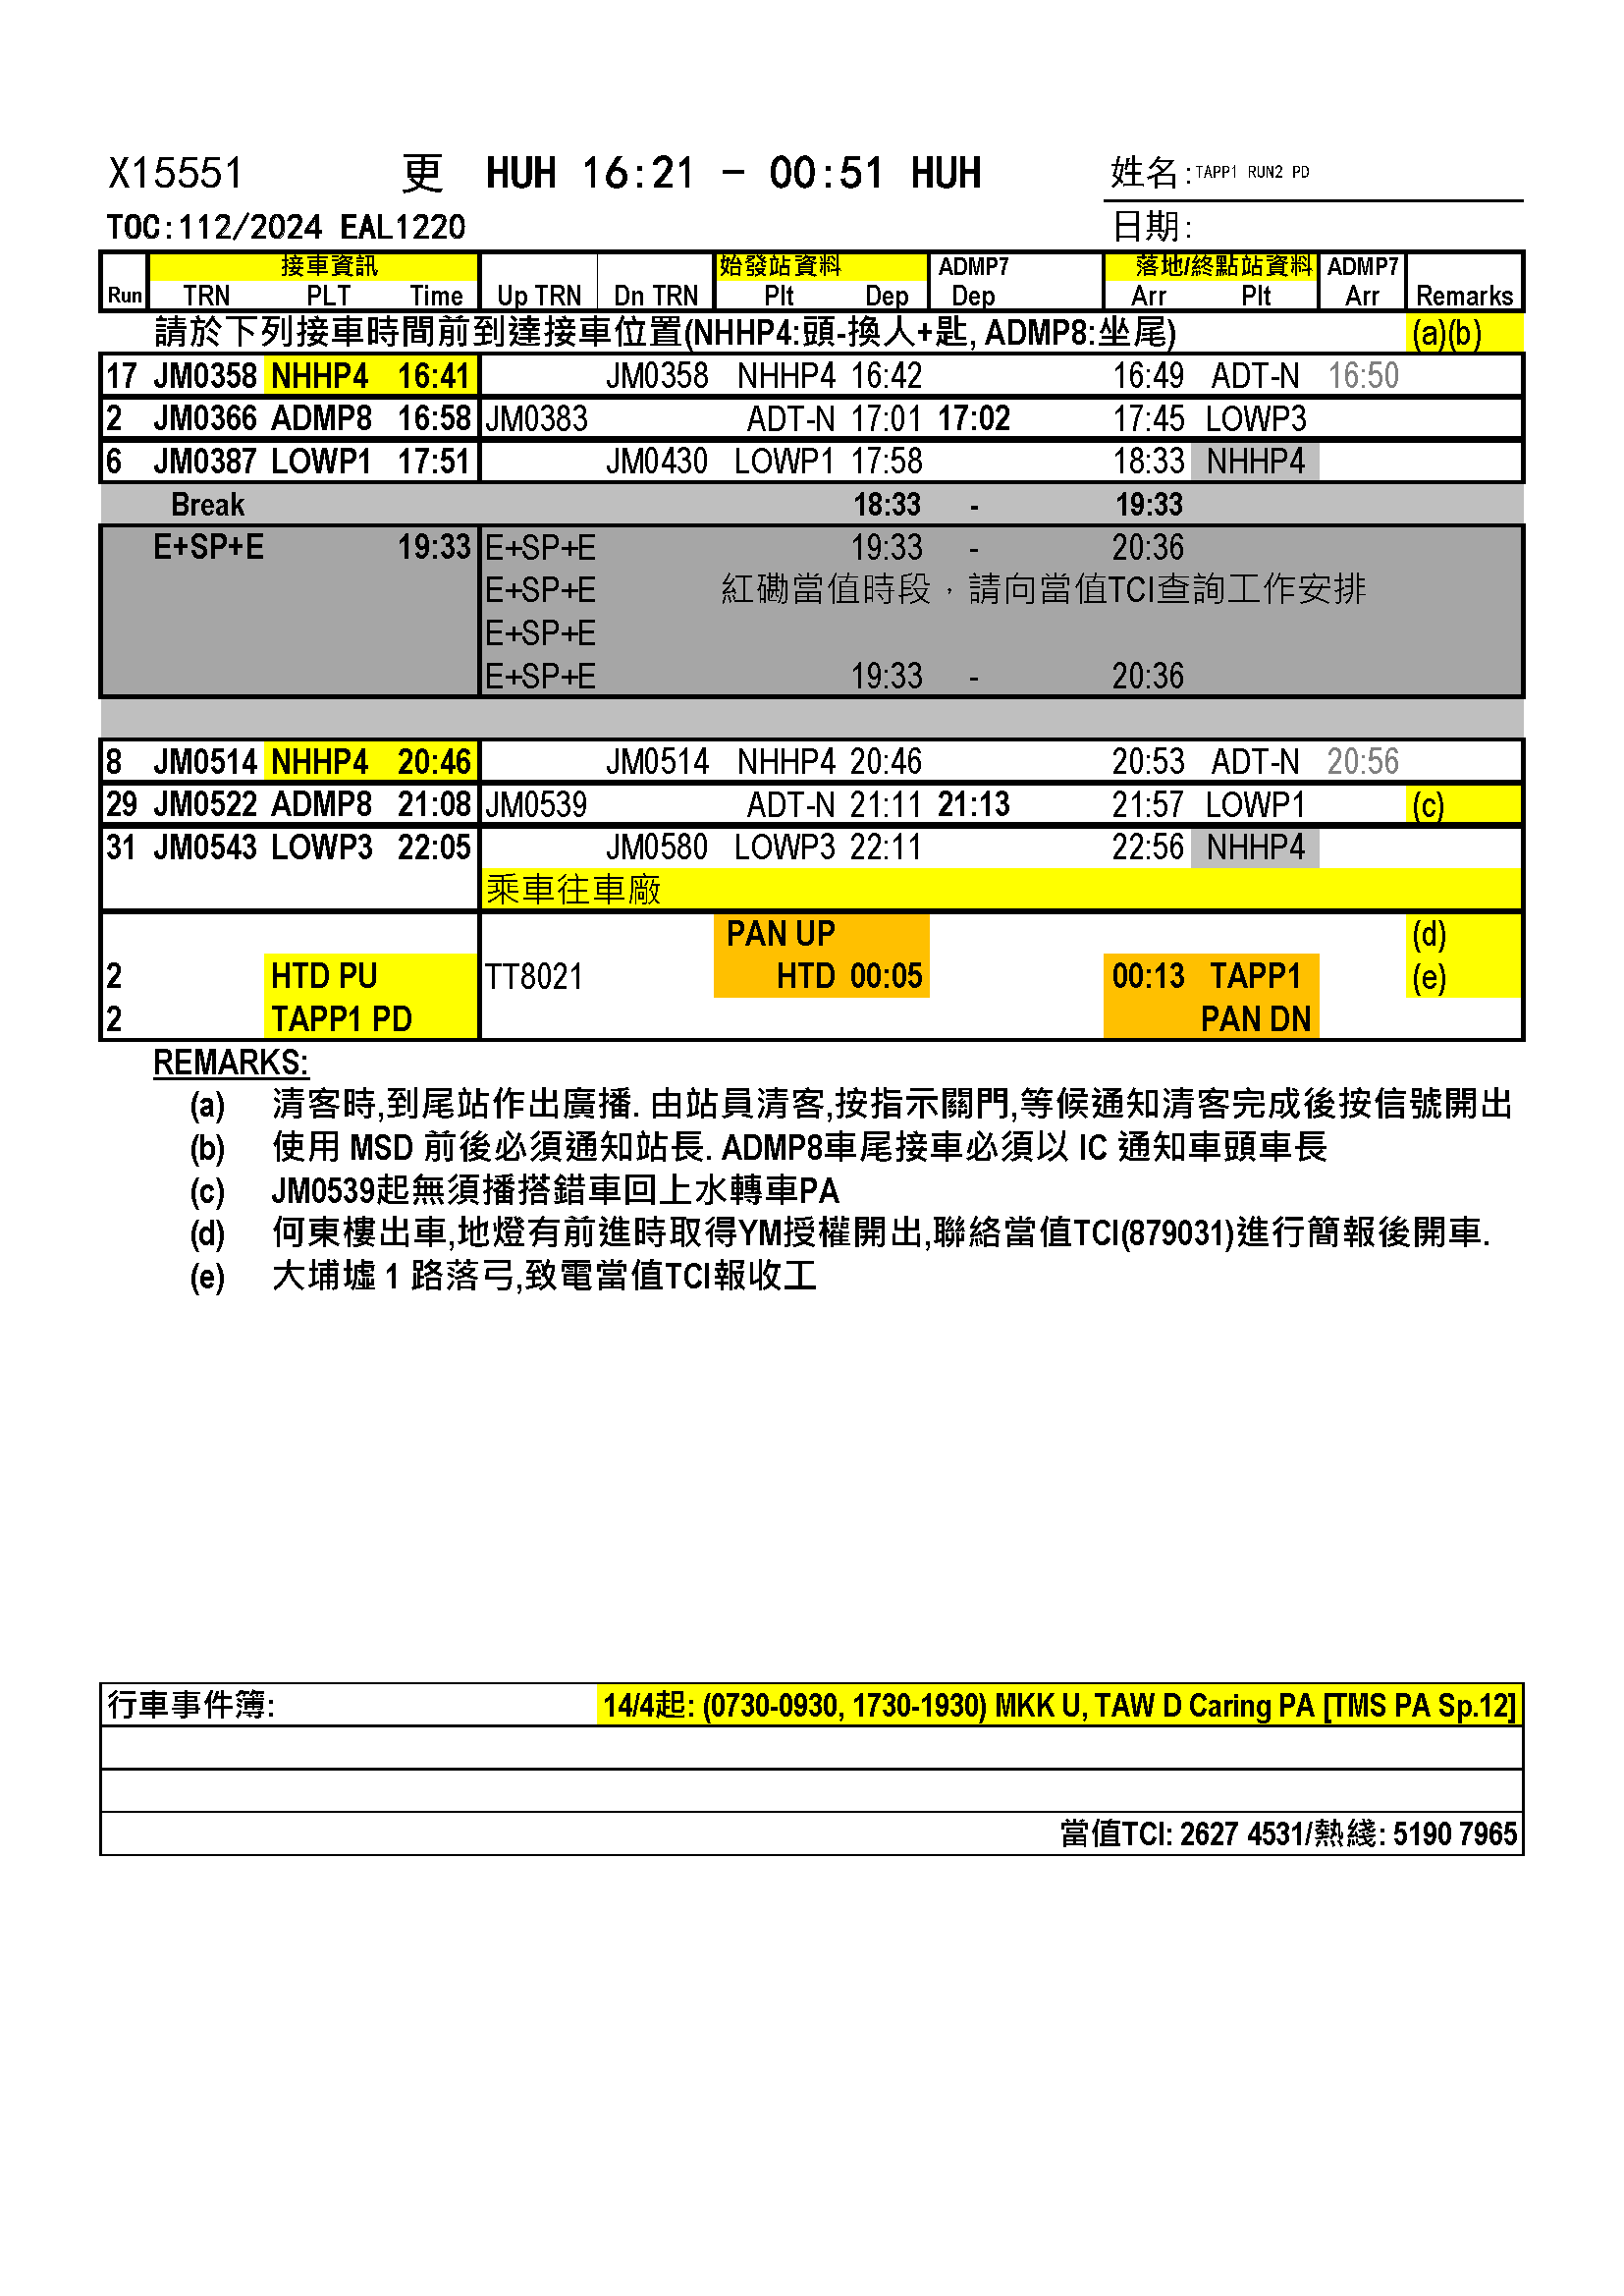 X15551 更 HUH 16:21 - 00:51 HUH 姓名:TAPP1 RUN2 PD
TOC:112/2024 EAL1220 日期:
接車資訊 始發站資料 ADMP7 落地/終點站資料 ADMP7
Run TRN PLT Time Up TRN Dn TRN Plt Dep Dep Arr Plt Arr Remarks
請於下列接車時間前到達接車位置(NHHP4:頭-換人+匙, ADMP8:坐尾) (a)(b)
17 JM0358 NHHP4 16:41 JM0358 NHHP4 16:42 16:49 ADT-N 16:50
2 JM0366 ADMP8 16:58 JM0383 ADT-N 17:01 17:02 17:45 LOWP3
6 JM0387 LOWP1 17:51 JM0430 LOWP1 17:58 18:33 NHHP4
Break 18:33 - 19:33
E+SP+E 19:33 E+SP+E 19:33 - 20:36
E+SP+E 紅磡當值時段，請向當值TCI查詢工作安排
E+SP+E
E+SP+E 19:33 - 20:36
8 JM0514 NHHP4 20:46 JM0514 NHHP4 20:46 20:53 ADT-N 20:56
29 JM0522 ADMP8 21:08 JM0539 ADT-N 21:11 21:13 21:57 LOWP1 (c)
31 JM0543 LOWP3 22:05 JM0580 LOWP3 22:11 22:56 NHHP4
乘車往車廠
PAN UP (d)
2 HTD PU TT8021 HTD 00:05 00:13 TAPP1 (e)
2 TAPP1 PD PAN DN
REMARKS:
(a) 清客時,到尾站作出廣播. 由站員清客,按指示關門,等候通知清客完成後按信號開出
(b) 使用 MSD 前後必須通知站長. ADMP8車尾接車必須以 IC 通知車頭車長
(c) JM0539起無須播搭錯車回上水轉車PA
(d) 何東樓出車,地燈有前進時取得YM授權開出,聯絡當值TCI(879031)進行簡報後開車.
(e) 大埔墟 1 路落弓,致電當值TCI報收工
行車事件簿: 14/4起: (0730-0930, 1730-1930) MKK U, TAW D Caring PA [TMS PA Sp.12]
當值TCI: 2627 4531/熱綫: 5190 7965